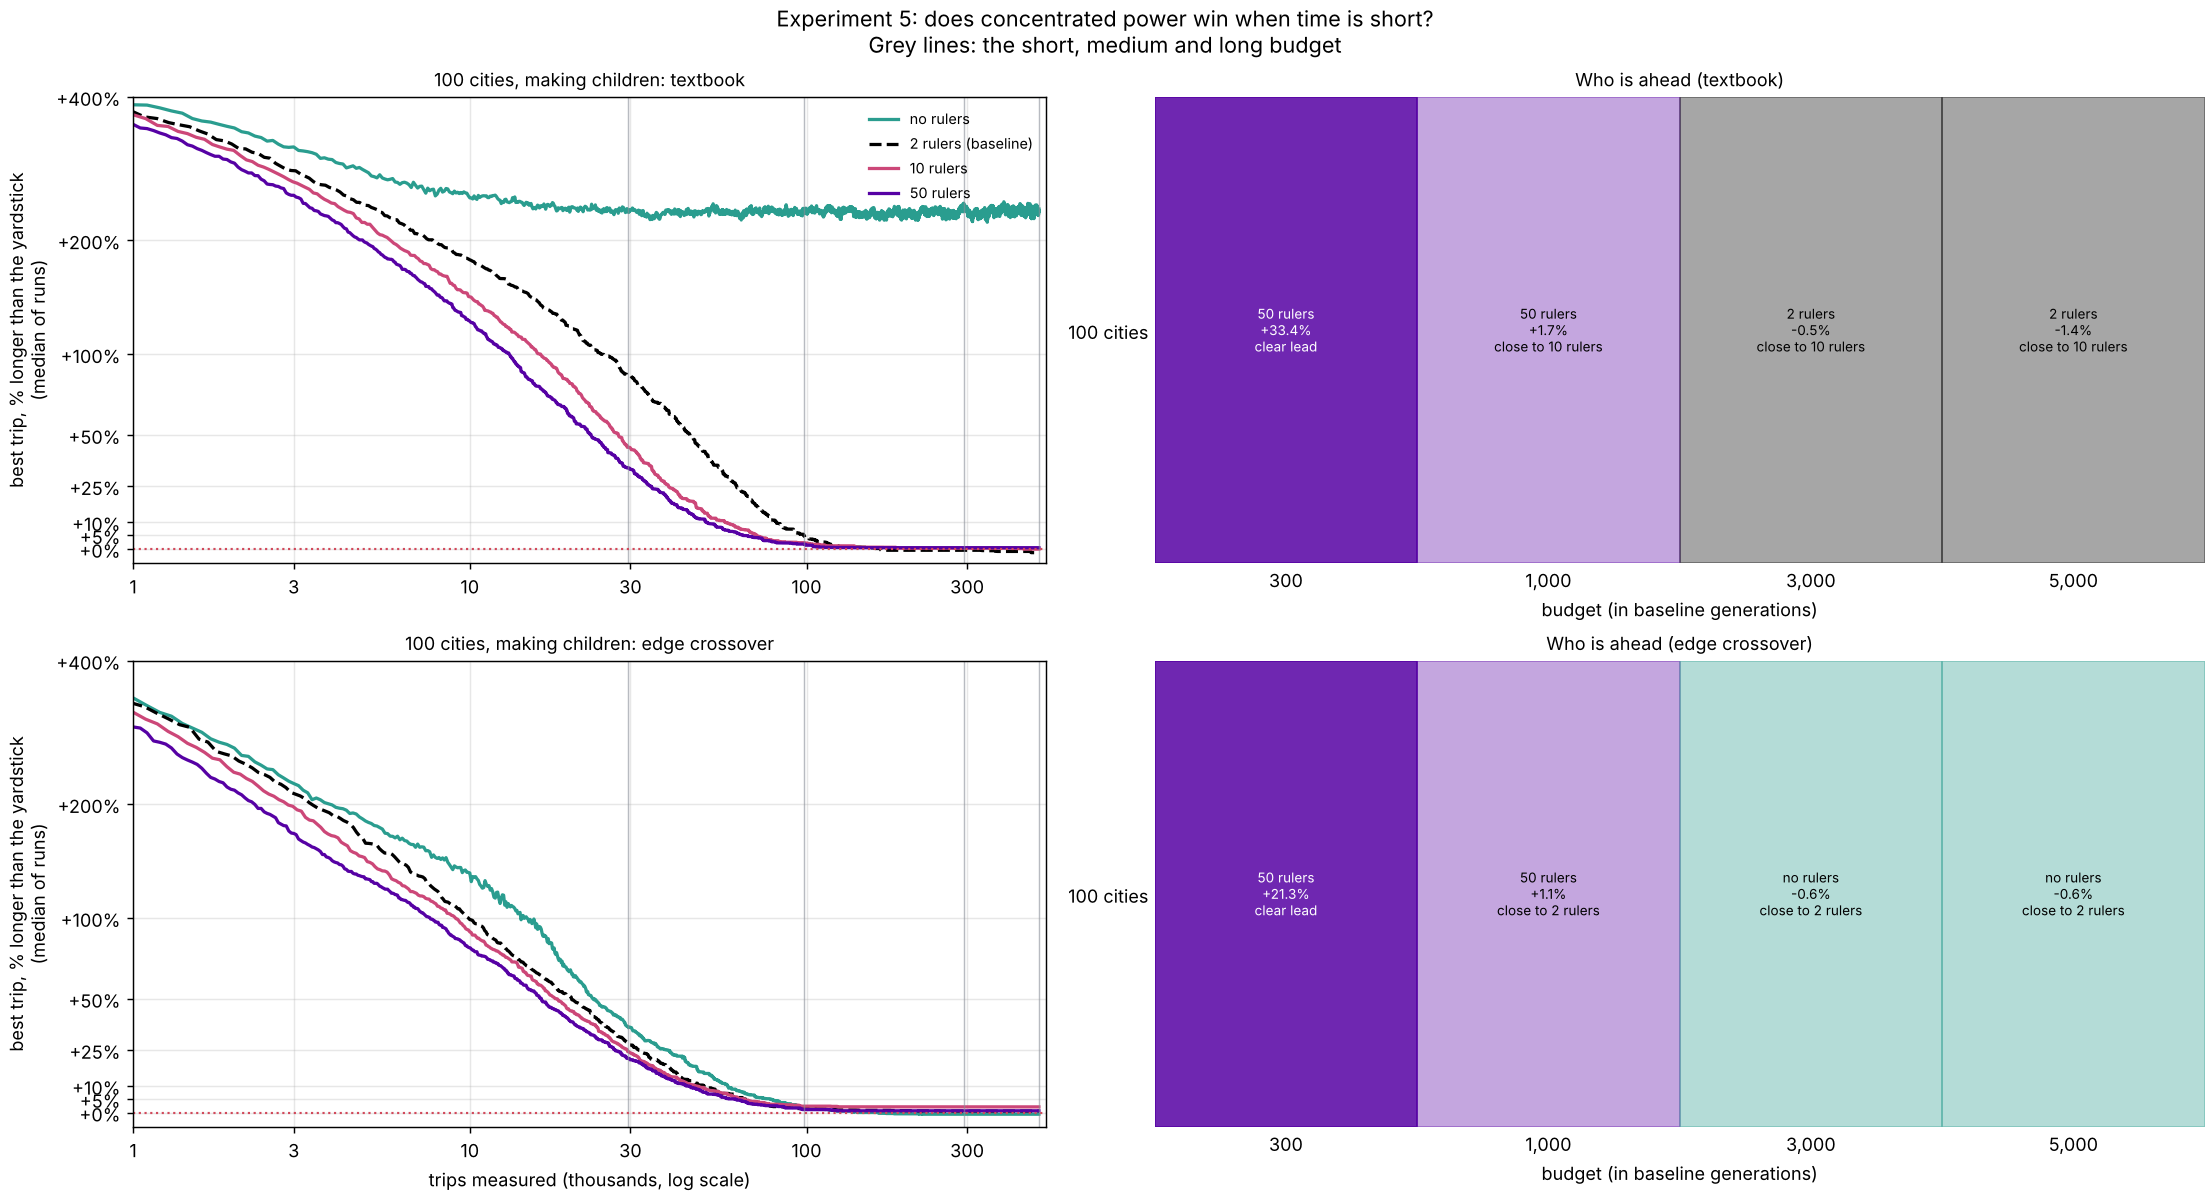 Experiment 5: does concentrated power win when time is short?
Grey lines: the short, medium and long budget
100 cities, making children: textbook
best trip, % longer than the yardstick
(median of runs)
+400%
+200%
+100%
+50%
+25%
+10%
+5%
+0%
no rulers
2 rulers (baseline)
10 rulers
50 rulers
1
3
10
30
100
300
Who is ahead (textbook)
100 cities
50 rulers
+33.4%
clear lead
50 rulers
+1.7%
close to 10 rulers
2 rulers
-0.5%
close to 10 rulers
2 rulers
-1.4%
close to 10 rulers
300
1,000
3,000
5,000
budget (in baseline generations)
100 cities, making children: edge crossover
best trip, % longer than the yardstick
(median of runs)
+400%
+200%
+100%
+50%
+25%
+10%
+5%
+0%
1
3
10
30
100
300
trips measured (thousands, log scale)
Who is ahead (edge crossover)
100 cities
50 rulers
+21.3%
clear lead
50 rulers
+1.1%
close to 2 rulers
no rulers
-0.6%
close to 2 rulers
no rulers
-0.6%
close to 2 rulers
300
1,000
3,000
5,000
budget (in baseline generations)